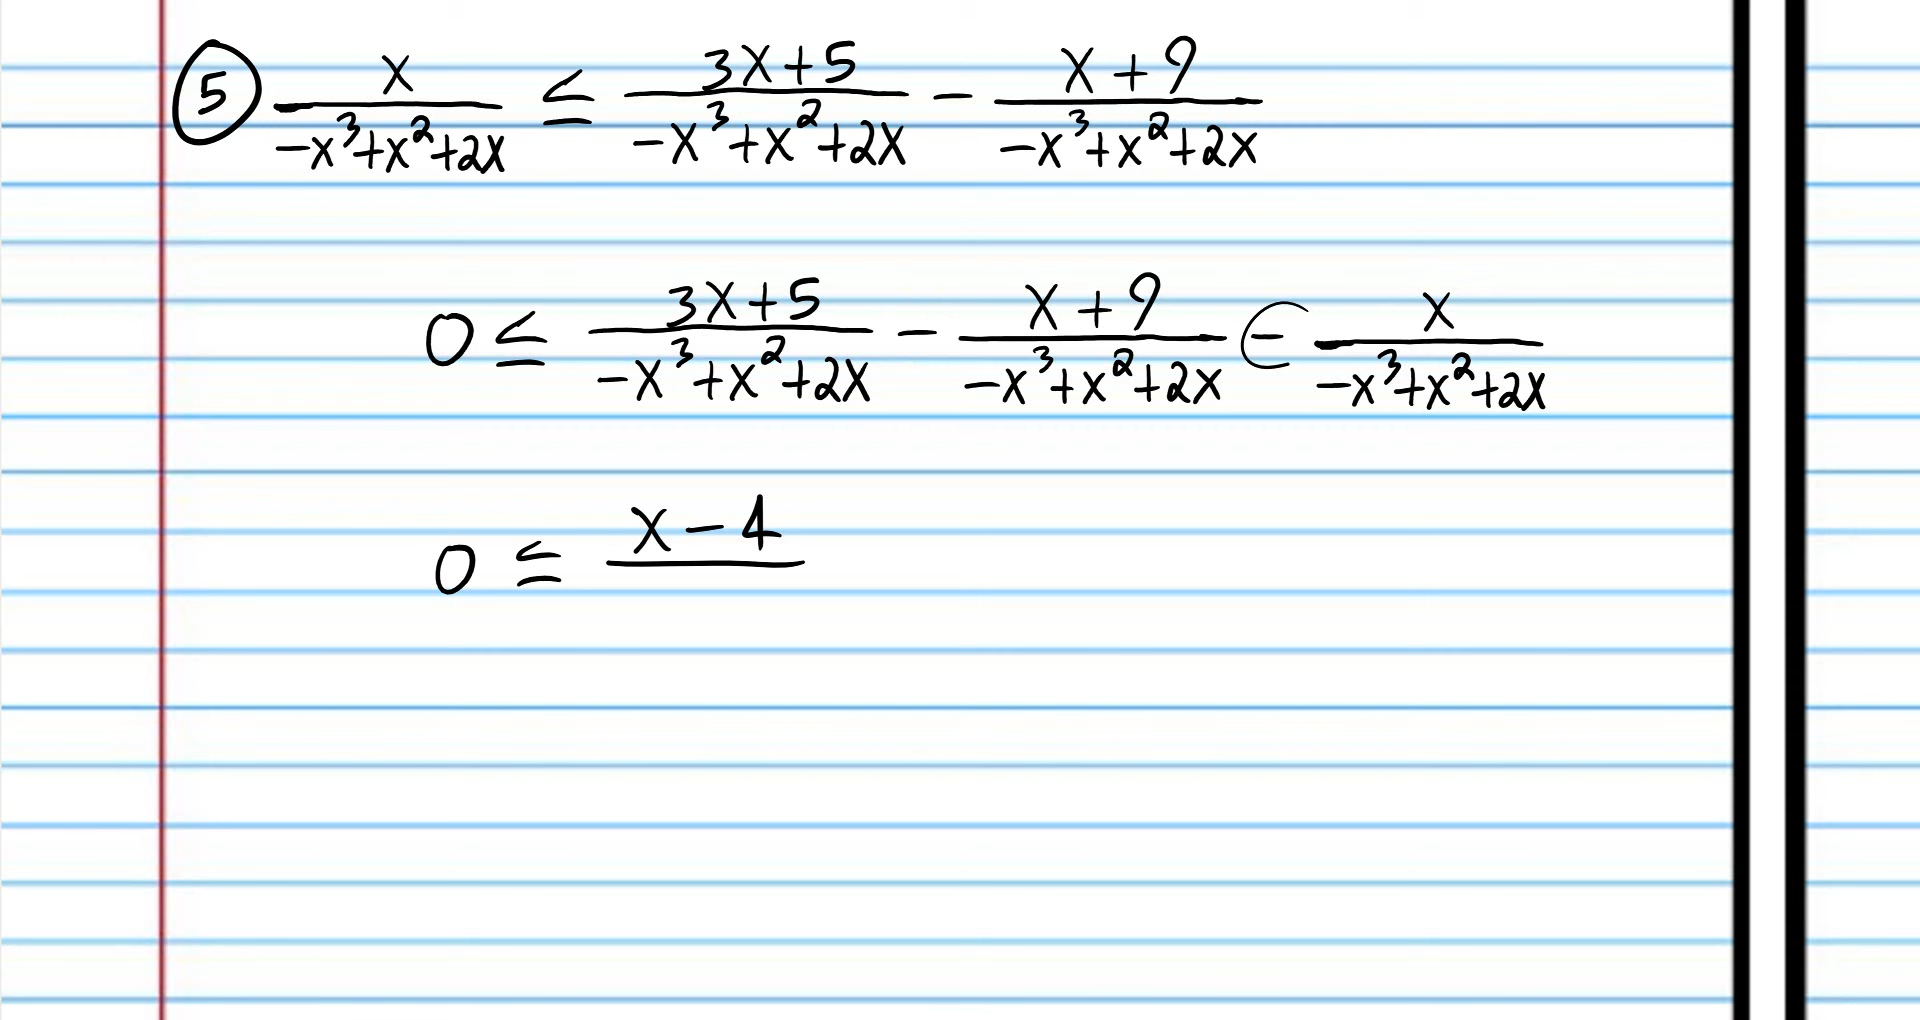 ⑤ x/(-x³+x²+2x) ≤ (3x+5)/(-x³+x²+2x) - (x+9)/(-x³+x²+2x)
0 ≤ (3x+5)/(-x³+x²+2x) - (x+9)/(-x³+x²+2x) - x/(-x³+x²+2x)
0 ≤ (x-4)/